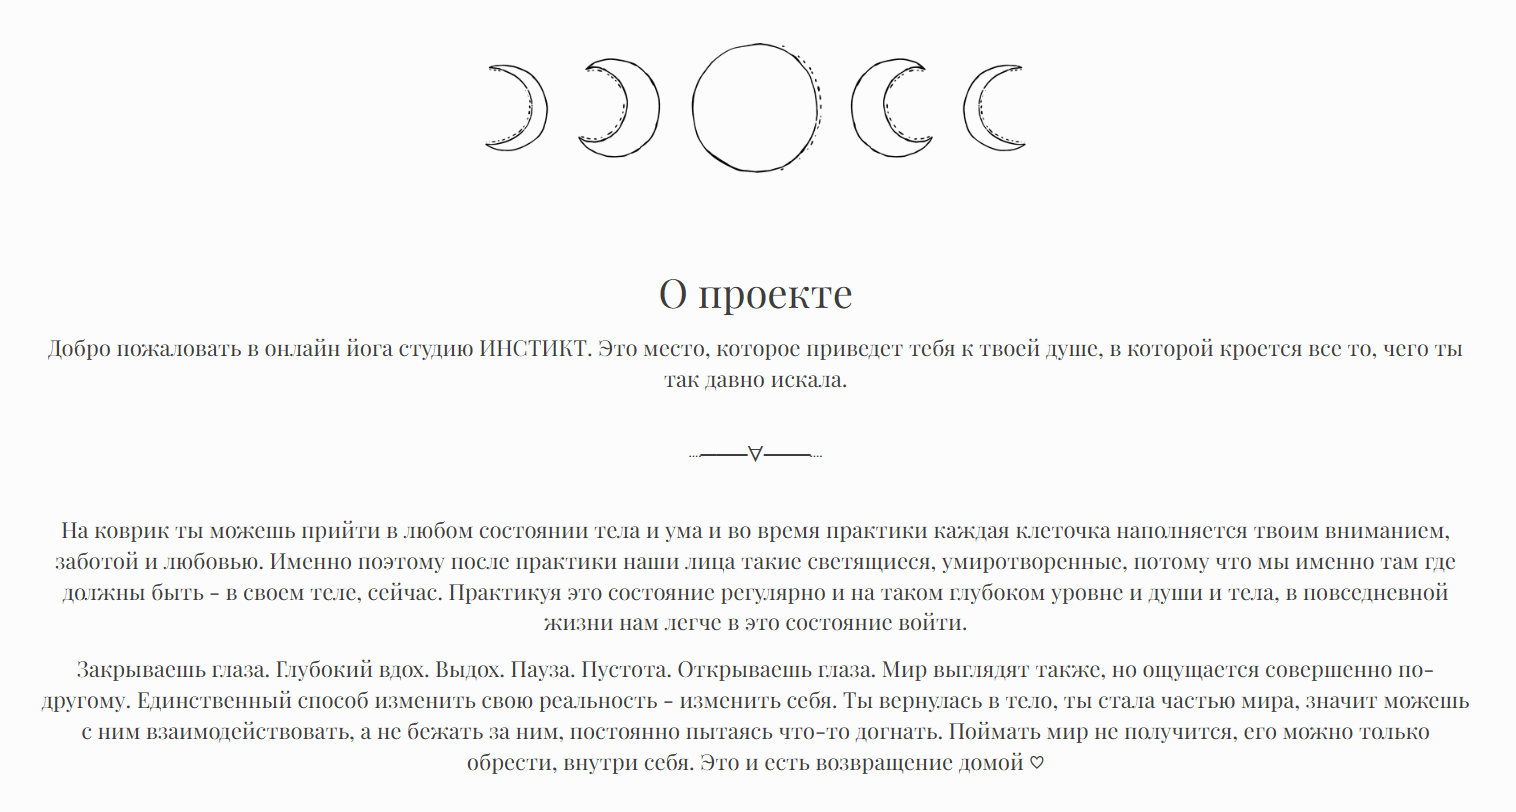 О проекте
Добро пожаловать в онлайн йога студию ИНСТИКТ. Это место, которое приведет тебя к твоей душе, в которой кроется все то, чего ты
так давно искала.
На коврик ты можешь прийти в любом состоянии тела и ума и во время практики каждая клеточка наполняется твоим вниманием,
заботой и любовью. Именно поэтому после практики наши лица такие светящиеся, умиротворенные, потому что мы именно там где
должны быть - в своем теле, сейчас. Практикуя это состояние регулярно и на таком глубоком уровне и души и тела, в повседневной
жизни нам легче в это состояние войти.
Закрываешь глаза. Глубокий вдох. Выдох. Пауза. Пустота. Открываешь глаза. Мир выглядят также, но ощущается совершенно по-
другому. Единственный способ изменить свою реальность - изменить себя. Ты вернулась в тело, ты стала частью мира, значит можешь
с ним взаимодействовать, а не бежать за ним, постоянно пытаясь что-то догнать. Поймать мир не получится, его можно только
обрести, внутри себя. Это и есть возвращение домой ♡